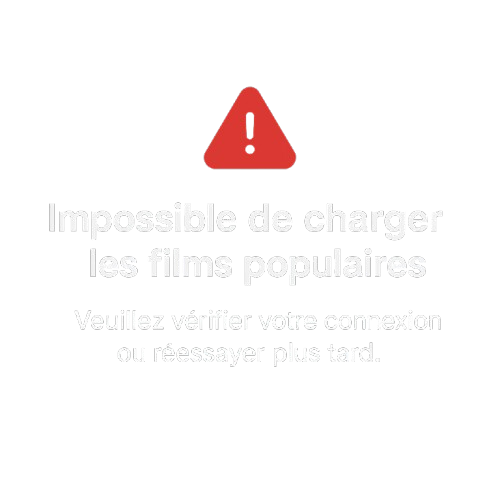 Impossible de charger
les films populaires
Veuillez vérifier votre connexion
ou réessayer plus tard.